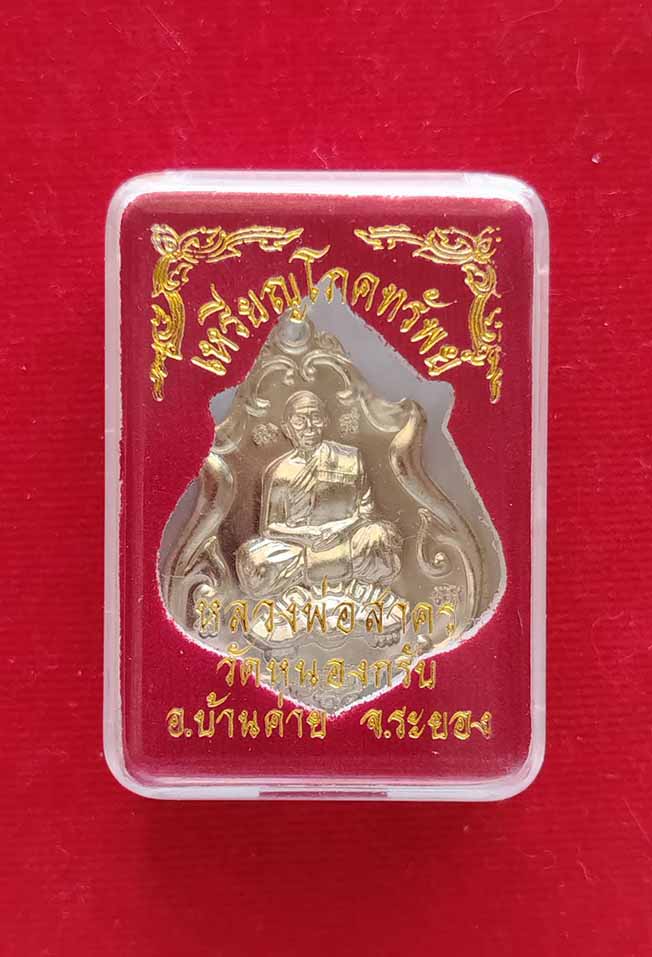 เหรียญโภคทรัพย์
หลวงพ่อสาคร
วัดหนองกรับ
อ.บ้านค่าย จ.ระยอง